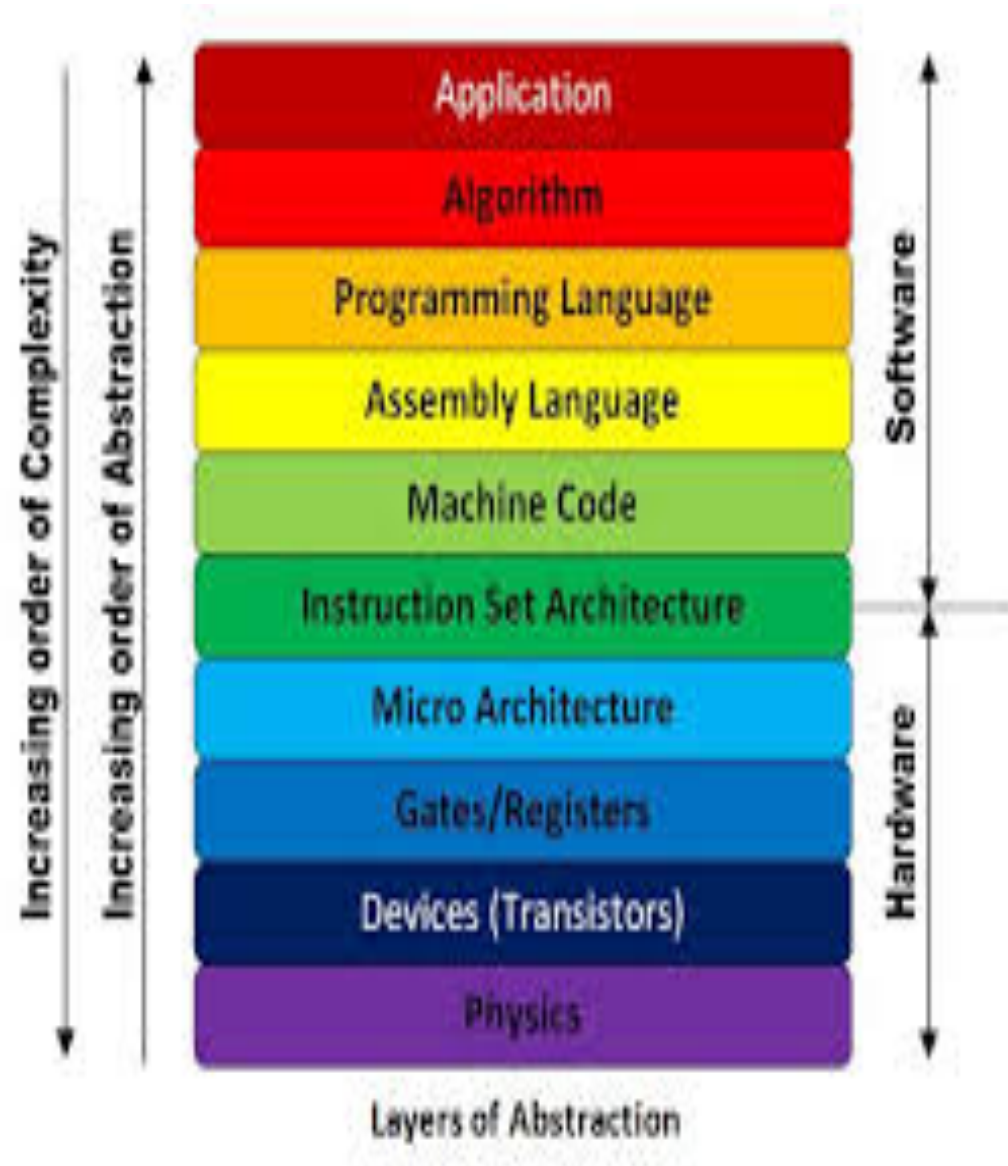 Increasing order of Complexity
Increasing order of Abstraction
Application
Algorithm
Programming Language
Assembly Language
Machine Code
Instruction Set Architecture
Micro Architecture
Gates/Registers
Devices (Transistors)
Physics
Software
Hardware
Layers of Abstraction